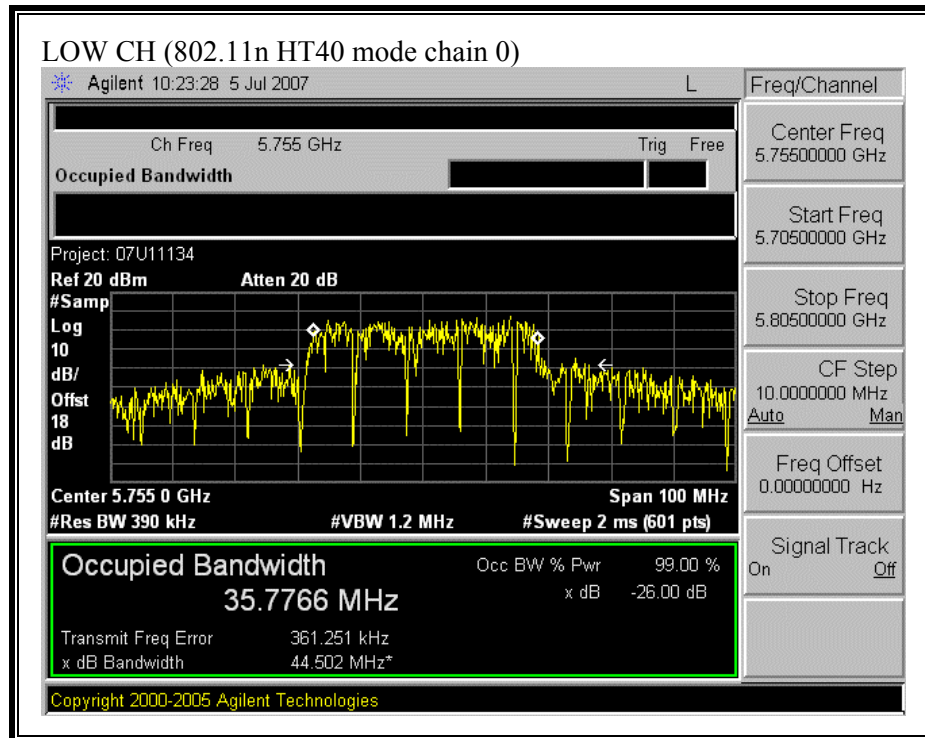 LOW CH (802.11n HT40 mode chain 0)
Agilent 10:23:28 5 Jul 2007 L Freq/Channel
Ch Freq 5.755 GHz Trig Free
Occupied Bandwidth
Center Freq
5.75500000 GHz
Start Freq
5.70500000 GHz
Stop Freq
5.80500000 GHz
CF Step
10.0000000 MHz
Auto Man
Freq Offset
0.00000000 Hz
Signal Track
On Off
Project: 07U11134
Ref 20 dBm Atten 20 dB
#Samp
Log
10
dB/
Offst
18
dB
Center 5.755 0 GHz Span 100 MHz
#Res BW 390 kHz #VBW 1.2 MHz #Sweep 2 ms (601 pts)
Occupied Bandwidth Occ BW % Pwr 99.00 %
35.7766 MHz x dB -26.00 dB
Transmit Freq Error 361.251 kHz
x dB Bandwidth 44.502 MHz*
Copyright 2000-2005 Agilent Technologies